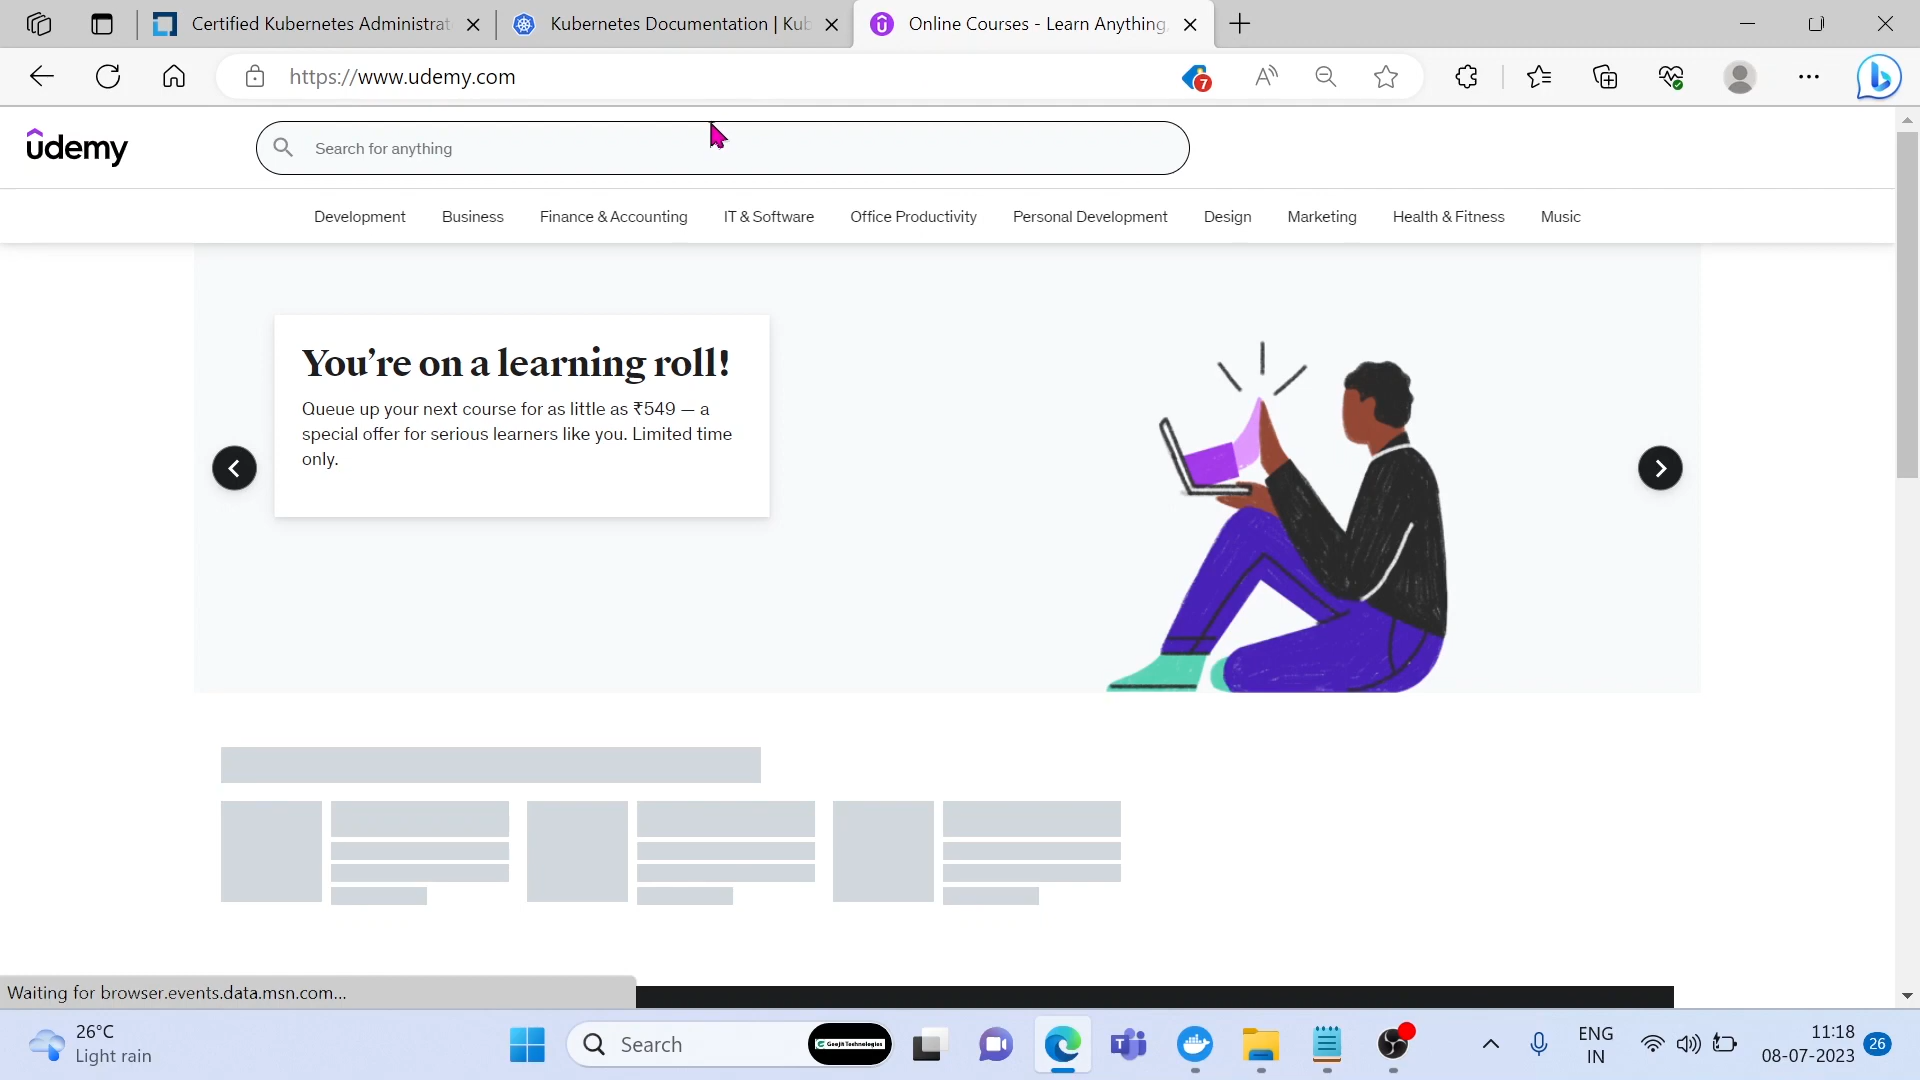 Certified Kubernetes Administrat
Kubernetes Documentation | Kub
Online Courses - Learn Anything,
https://www.udemy.com
7
udemy
Search for anything
Development Business Finance & Accounting IT & Software Office Productivity Personal Development Design Marketing Health & Fitness Music
You're on a learning roll!
Queue up your next course for as little as ₹549 — a
special offer for serious learners like you. Limited time
only.
Waiting for browser.events.data.msn.com...
26°C
Light rain
Search
Geejit Technologies
ENG
IN
11:18
08-07-2023
26